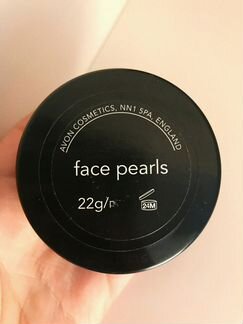 AVON COSMETICS, NN1 5PA, ENGLAND
face pearls
22g/
24M